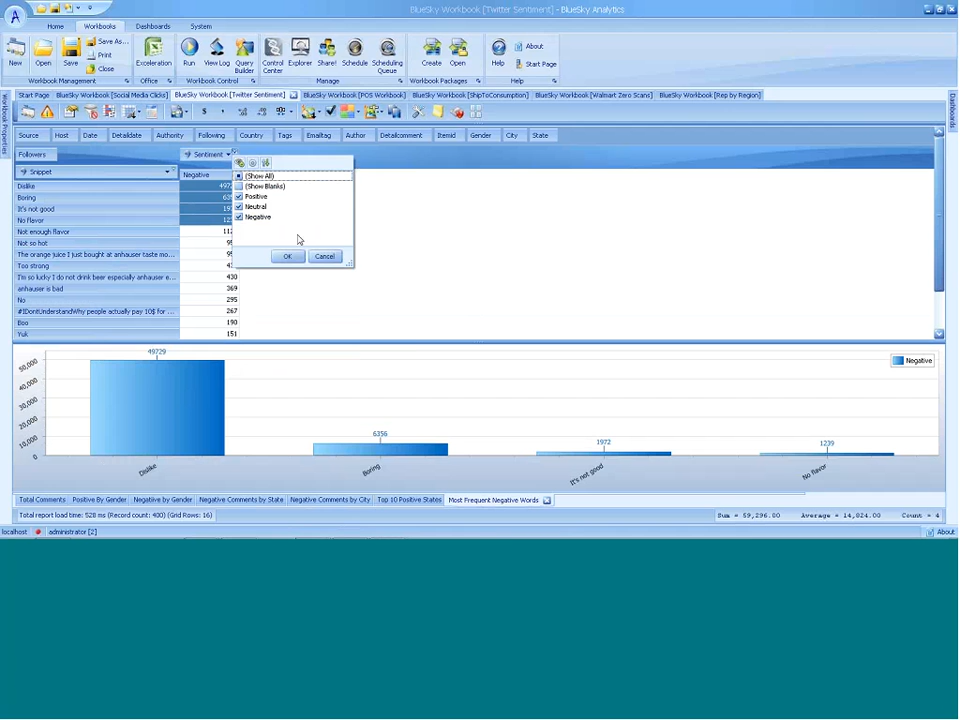 BlueSky Workbook [Twitter Sentiment] - BlueSky Analytics
Home Workbooks Dashboards System
New Open Save Save As... Print Close Exceleration Run View Log Query Builder Control Center Explorer Share! Schedule Scheduling Queue Create Open Help About Start Page
Workbook Management Office Workbook Control Manage Workbook Packages Help
Start Page BlueSky Workbook [Social Media Clicks] BlueSky Workbook [Twitter Sentiment] BlueSky Workbook [POS Workbook] BlueSky Workbook [ShipToConsumption] BlueSky Workbook [Walmart Zero Scans] BlueSky Workbook [Rep by Region]
Workbook Properties
Dashboards
Source Host Date Detaildate Authority Following Country Tags Emailtag Author Detailcomment Itemid Gender City State
Followers Sentiment
Snippet Negative
(Show All)
(Show Blanks)
Positive
Neutral
Negative
OK Cancel
Dislike
Boring
It's not good
No flavor
Not enough flavor
Not so hot
The orange juice I just bought at anhauser taste mo...
Too strong
I'm so lucky I do not drink beer especially anhauser e... 430
anhauser is bad 369
No 295
#IDontUnderstandWhy people actually pay 10$ for ... 267
Boo 190
Yuk 151
49729
6356
1972
1239
Negative
50,000
40,000
30,000
20,000
10,000
0
Dislike Boring It's not good No flavor
Total Comments Positive By Gender Negative by Gender Negative Comments by State Negative Comments by City Top 10 Positive States Most Frequent Negative Words
Total report load time: 528 ms (Record count: 400) (Grid Rows: 16) Sum = 59,296.00 Average = 14,824.00 Count = 4
localhost administrator [2] About